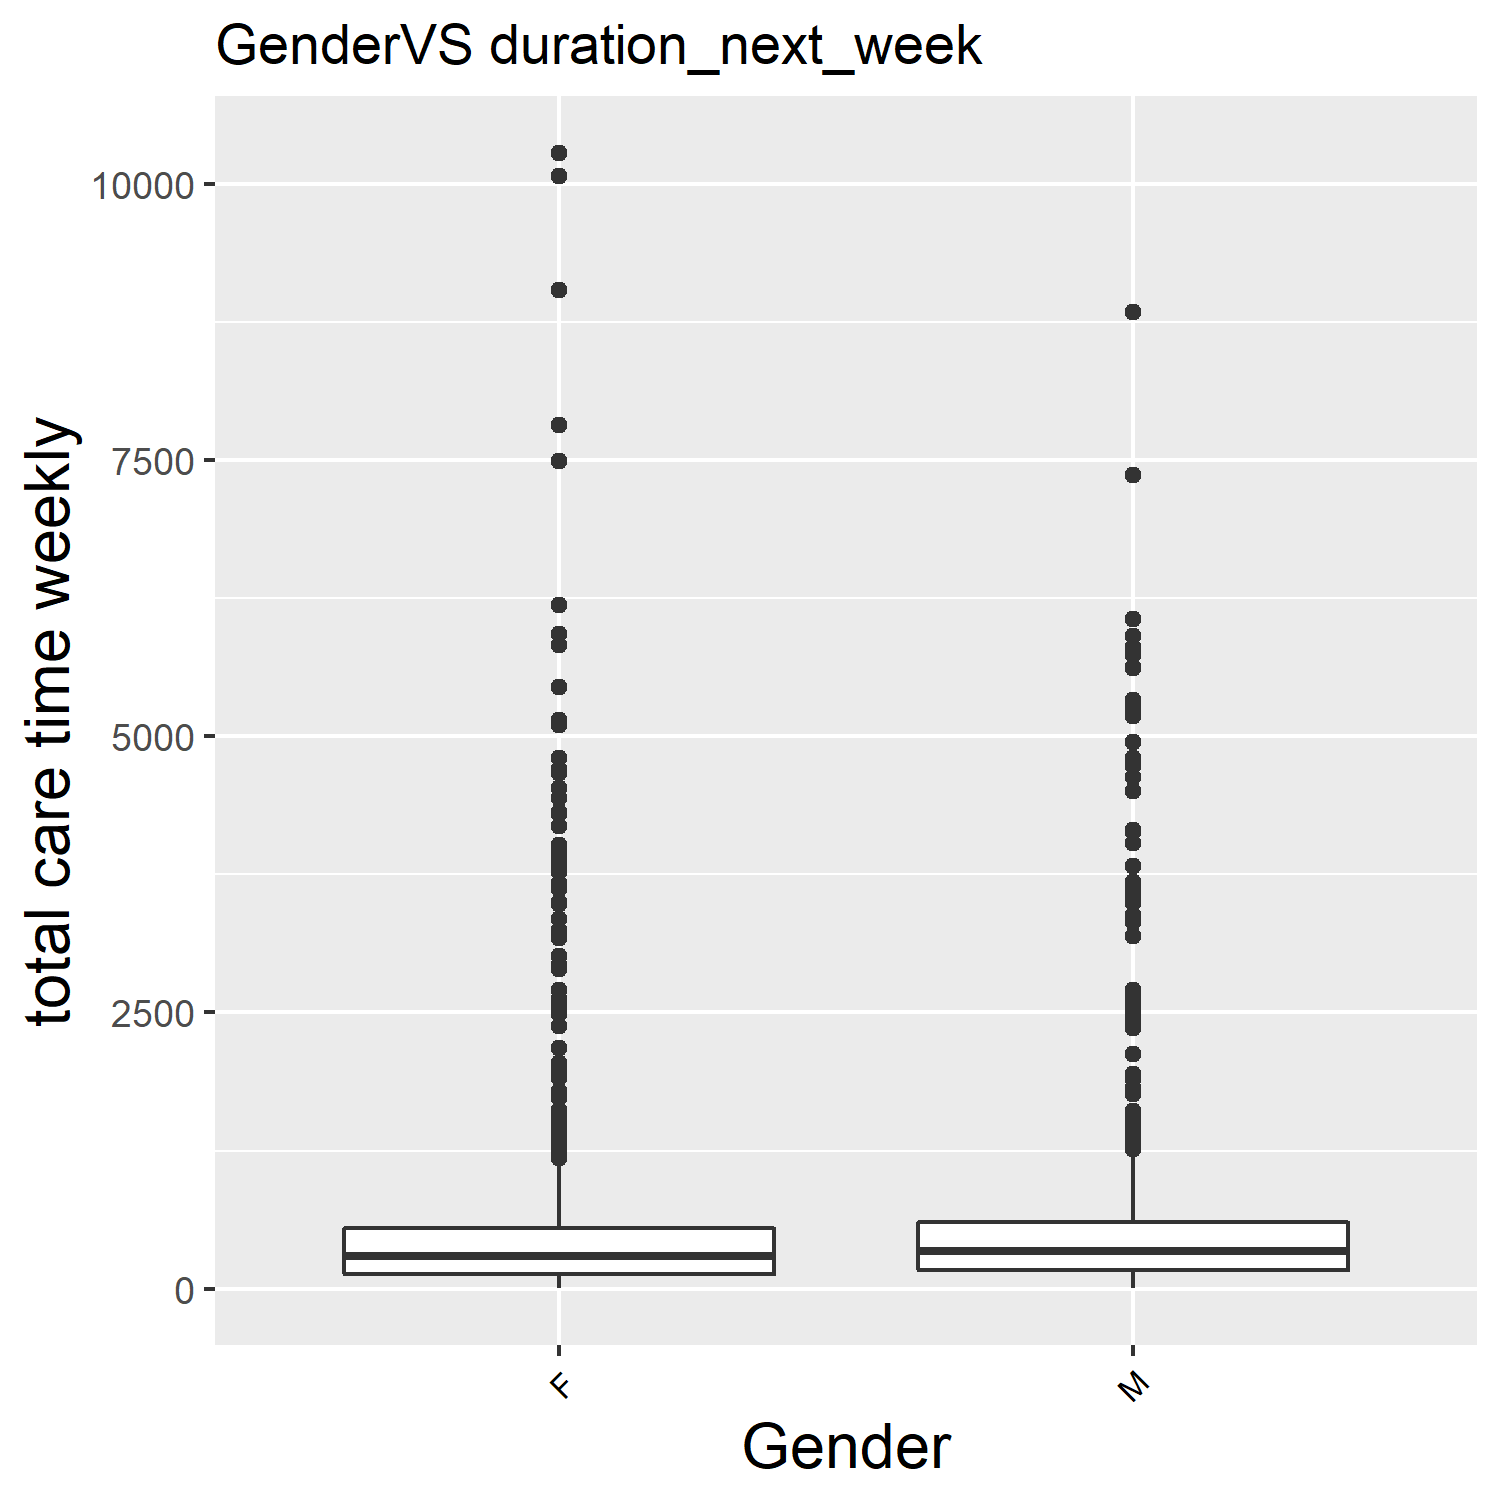 GenderVS duration_next_week
total care time weekly
10000
7500
5000
2500
0
F
M
Gender